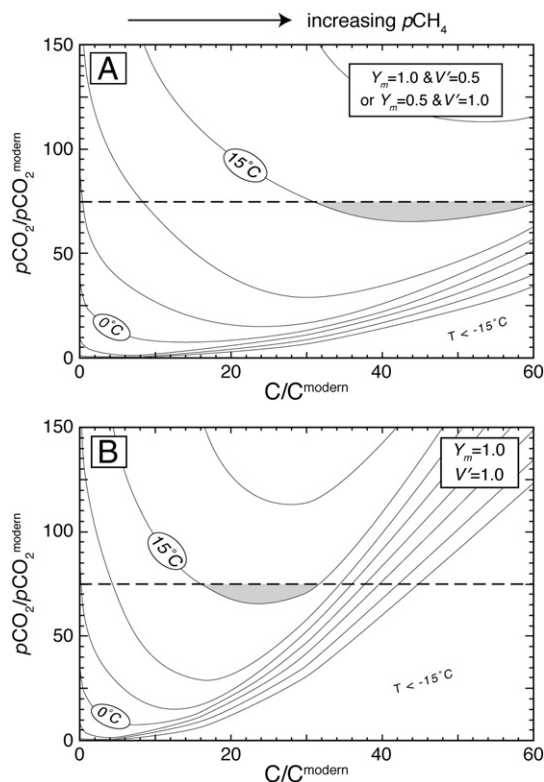 increasing pCH₄
A
Yₘ=1.0 & V'=0.5
or Yₘ=0.5 & V'=1.0
150
100
50
0
pCO₂/pCO₂ᵐᵒᵈᵉʳⁿ
15°C
0°C
T < -15°C
0 20 40 60
C/Cᵐᵒᵈᵉʳⁿ
B
Yₘ=1.0
V'=1.0
150
100
50
0
pCO₂/pCO₂ᵐᵒᵈᵉʳⁿ
15°C
0°C
T < -15°C
0 20 40 60
C/Cᵐᵒᵈᵉʳⁿ